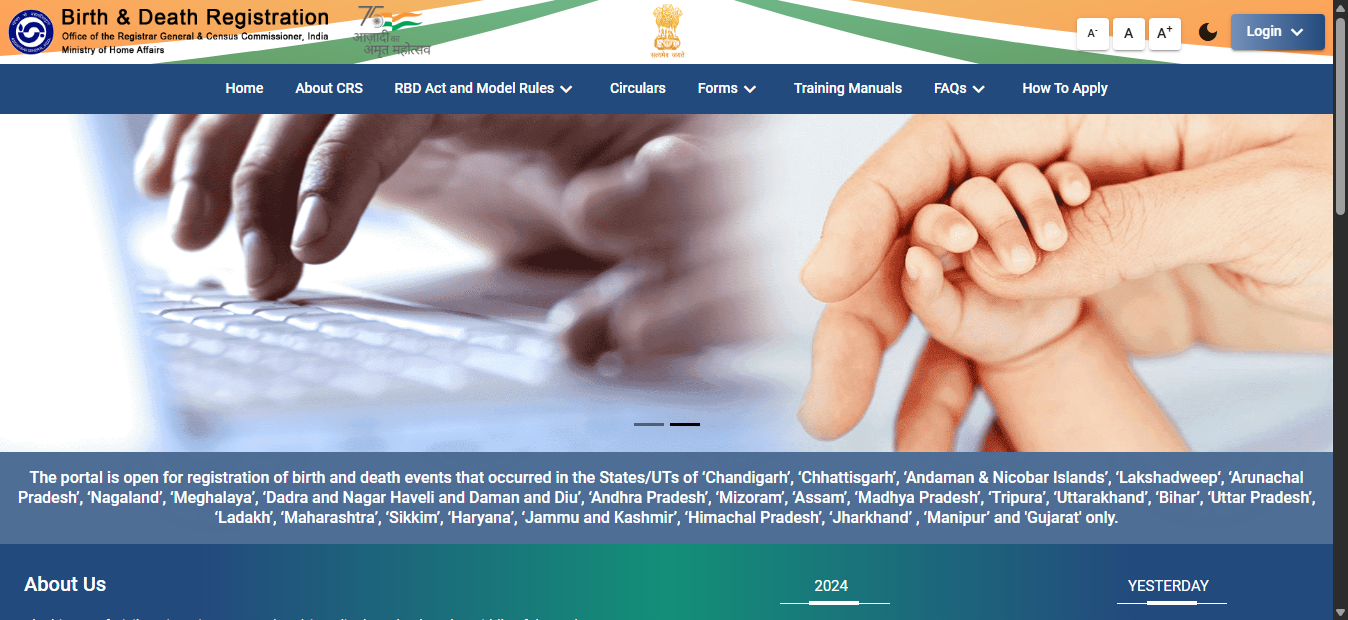 Birth & Death Registration
Office of the Registrar General & Census Commissioner, India
Ministry of Home Affairs
75
आज़ादी का
अमृत महोत्सव
सत्यमेव जयते
A-
A
A+
Login
Home
About CRS
RBD Act and Model Rules
Circulars
Forms
Training Manuals
FAQs
How To Apply
The portal is open for registration of birth and death events that occurred in the States/UTs of ‘Chandigarh’, ‘Chhattisgarh’, ‘Andaman & Nicobar Islands’, ‘Lakshadweep‘, ‘Arunachal
Pradesh’, ‘Nagaland’, ‘Meghalaya’, ‘Dadra and Nagar Haveli and Daman and Diu’, ‘Andhra Pradesh’, ‘Mizoram’, ‘Assam’, ‘Madhya Pradesh’, ‘Tripura’, ‘Uttarakhand’, ‘Bihar’, ‘Uttar Pradesh’,
‘Ladakh’, ‘Maharashtra’, ‘Sikkim’, ‘Haryana’, ‘Jammu and Kashmir’, ‘Himachal Pradesh’, ‘Jharkhand’ , ‘Manipur’ and 'Gujarat' only.
About Us
2024
YESTERDAY